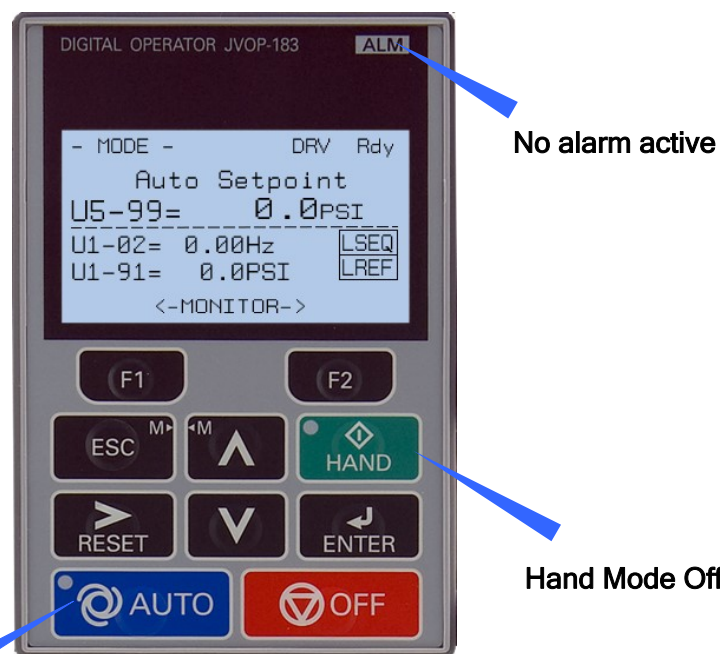 DIGITAL OPERATOR JVOP-183 ALM
No alarm active
- MODE - DRV Rdy
Auto Setpoint
U5-99= 0.0PSI
U1-02= 0.00Hz LSEQ
U1-91= 0.0PSI LREF
<-MONITOR->
F1 F2
ESC M M HAND
RESET ENTER
Hand Mode Off
AUTO OFF